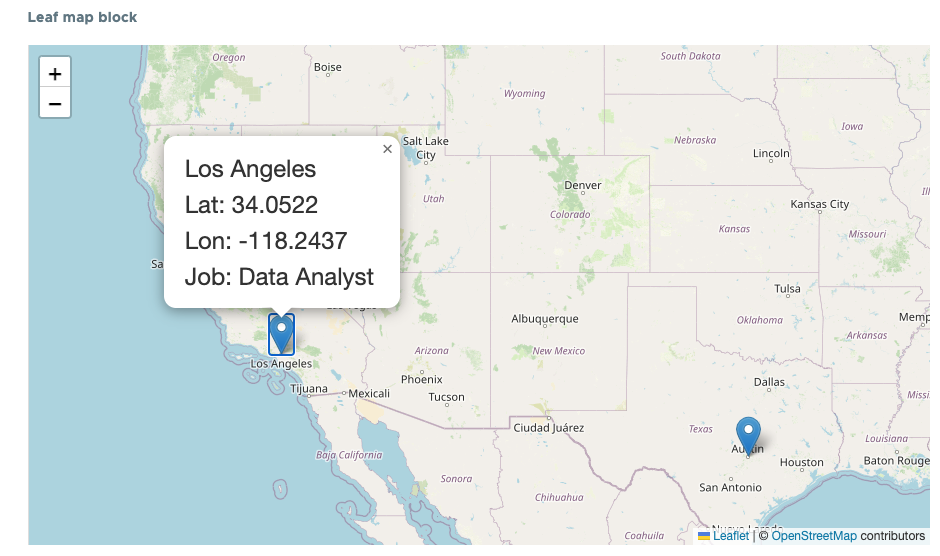 Leaf map block
+
−
Oregon
Boise
South Dakota
Wyoming
Iowa
Nebraska
Salt Lake
City
Lincoln
×
Los Angeles
Lat: 34.0522
Lon: -118.2437
Job: Data Analyst
Utah
Denver
Colorado
Kansas City
Kansas
Missouri
Sa
Tulsa
Albuquerque
Oklahoma
Memp
Arkansas
Los Angeles
Arizona
New Mexico
Phoenix
Dallas
Tijuana
Mexicali
Tucson
Missi
Ciudad Juárez
Texas
Austin
Louisiana
Baja California
Houston
Baton Rouge
Sonora
San Antonio
Chihuahua
Coahuila
Nuevo Laredo
Leaflet | © OpenStreetMap contributors